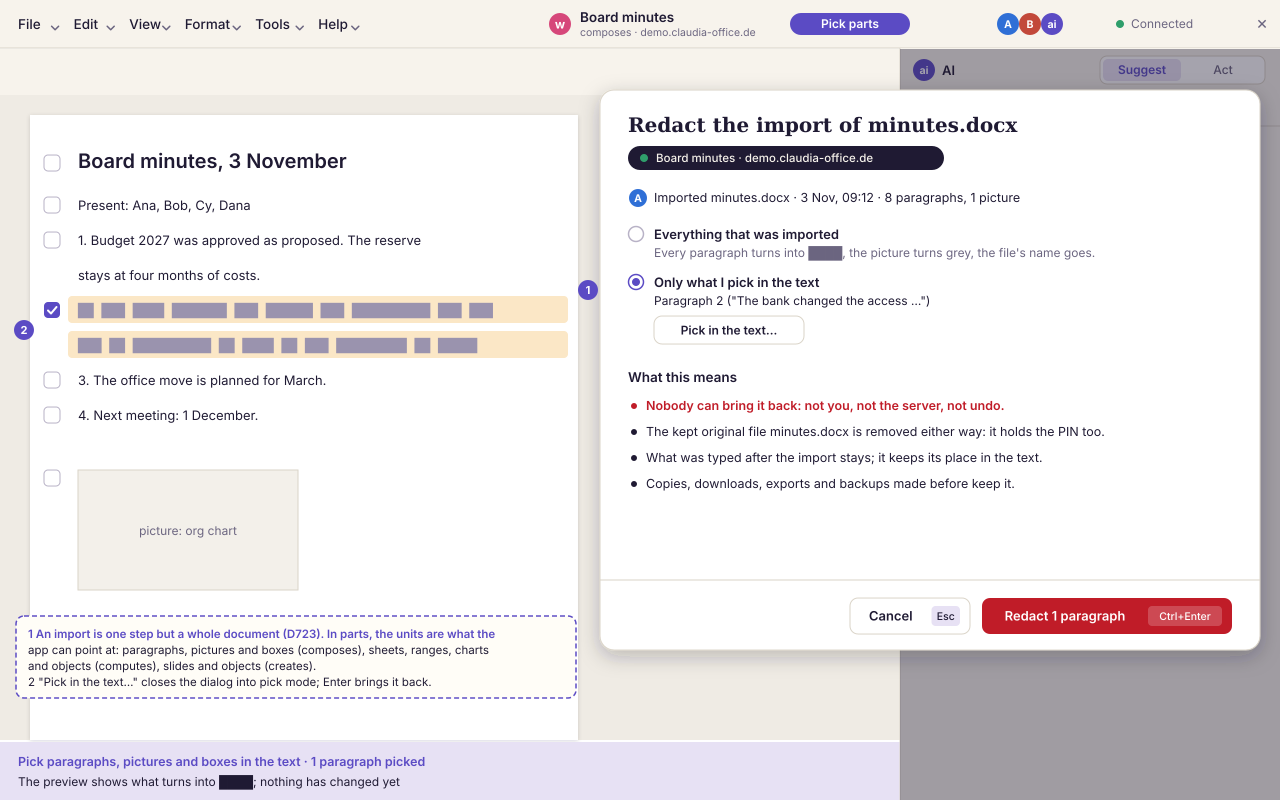 File Edit View Format Tools Help
w
Board minutes
composes · demo.claudia-office.de
Pick parts
A B ai
Connected
×
ai AI
Suggest Act
Board minutes, 3 November
Present: Ana, Bob, Cy, Dana
1. Budget 2027 was approved as proposed. The reserve
stays at four months of costs.
1
2
3. The office move is planned for March.
4. Next meeting: 1 December.
picture: org chart
1 An import is one step but a whole document (D723). In parts, the units are what the
app can point at: paragraphs, pictures and boxes (composes), sheets, ranges, charts
and objects (computes), slides and objects (creates).
2 "Pick in the text…" closes the dialog into pick mode; Enter brings it back.
Pick paragraphs, pictures and boxes in the text · 1 paragraph picked
The preview shows what turns into ████; nothing has changed yet
Redact the import of minutes.docx
Board minutes · demo.claudia-office.de
A Imported minutes.docx · 3 Nov, 09:12 · 8 paragraphs, 1 picture
Everything that was imported
Every paragraph turns into ████, the picture turns grey, the file's name goes.
Only what I pick in the text
Paragraph 2 ("The bank changed the access …")
Pick in the text…
What this means
• Nobody can bring it back: not you, not the server, not undo.
• The kept original file minutes.docx is removed either way: it holds the PIN too.
• What was typed after the import stays; it keeps its place in the text.
• Copies, downloads, exports and backups made before keep it.
Cancel Esc
Redact 1 paragraph Ctrl+Enter